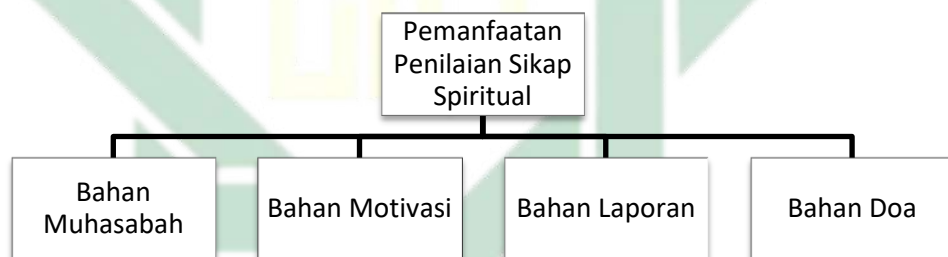 Pemanfaatan
Penilaian Sikap
Spiritual
Bahan
Muhasabah
Bahan Motivasi
Bahan Laporan
Bahan Doa